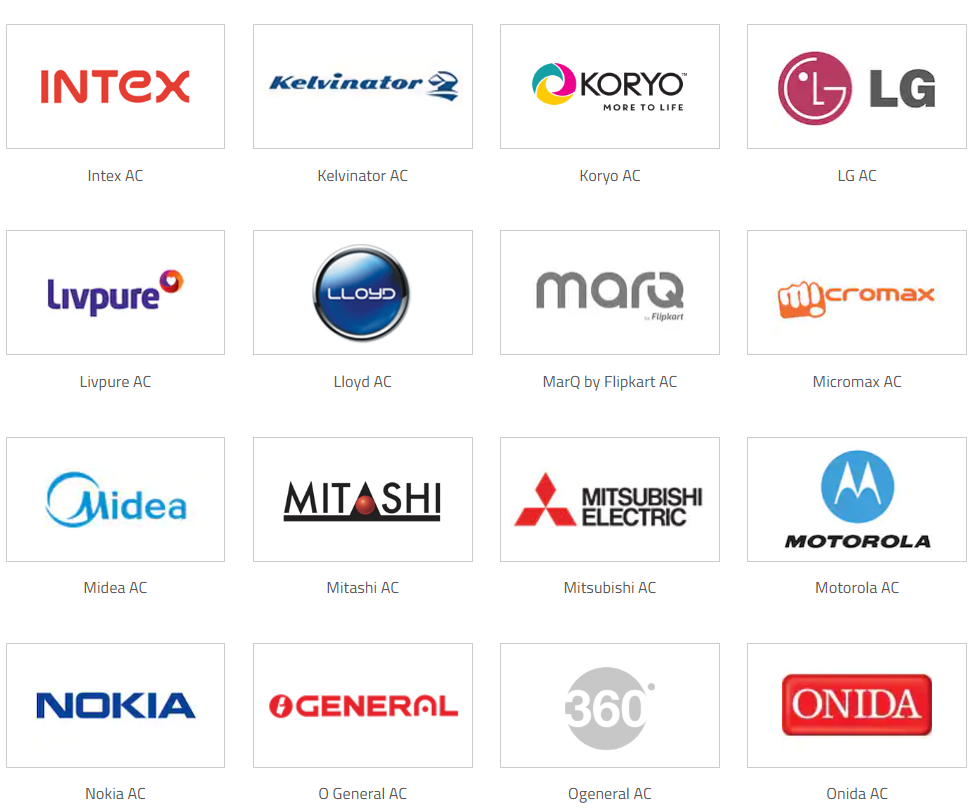 INTEX
Kelvinator
KORYO™
MORE TO LIFE
LG
Intex AC
Kelvinator AC
Koryo AC
LG AC
Livpure
LLOYD
marQ
by Flipkart
micromax
Livpure AC
Lloyd AC
MarQ by Flipkart AC
Micromax AC
Midea
MITASHI
MITSUBISHI
ELECTRIC
MOTOROLA
Midea AC
Mitashi AC
Mitsubishi AC
Motorola AC
NOKIA
GENERAL
360°
ONIDA
Nokia AC
O General AC
Ogeneral AC
Onida AC